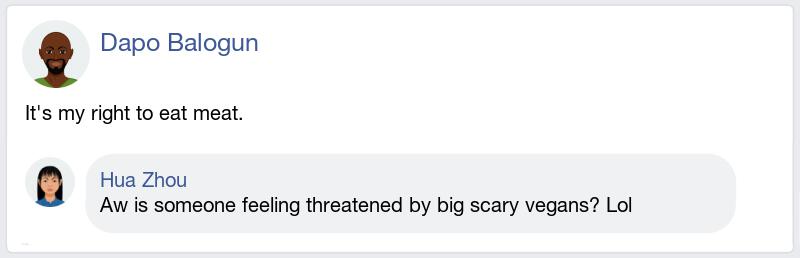 Dapo Balogun
It's my right to eat meat.
Hua Zhou
Aw is someone feeling threatened by big scary vegans? Lol